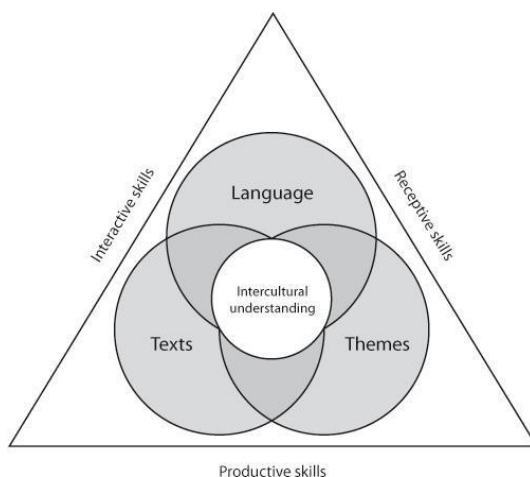 Language
Interactive skills
Receptive skills
Intercultural
understanding
Texts
Themes
Productive skills